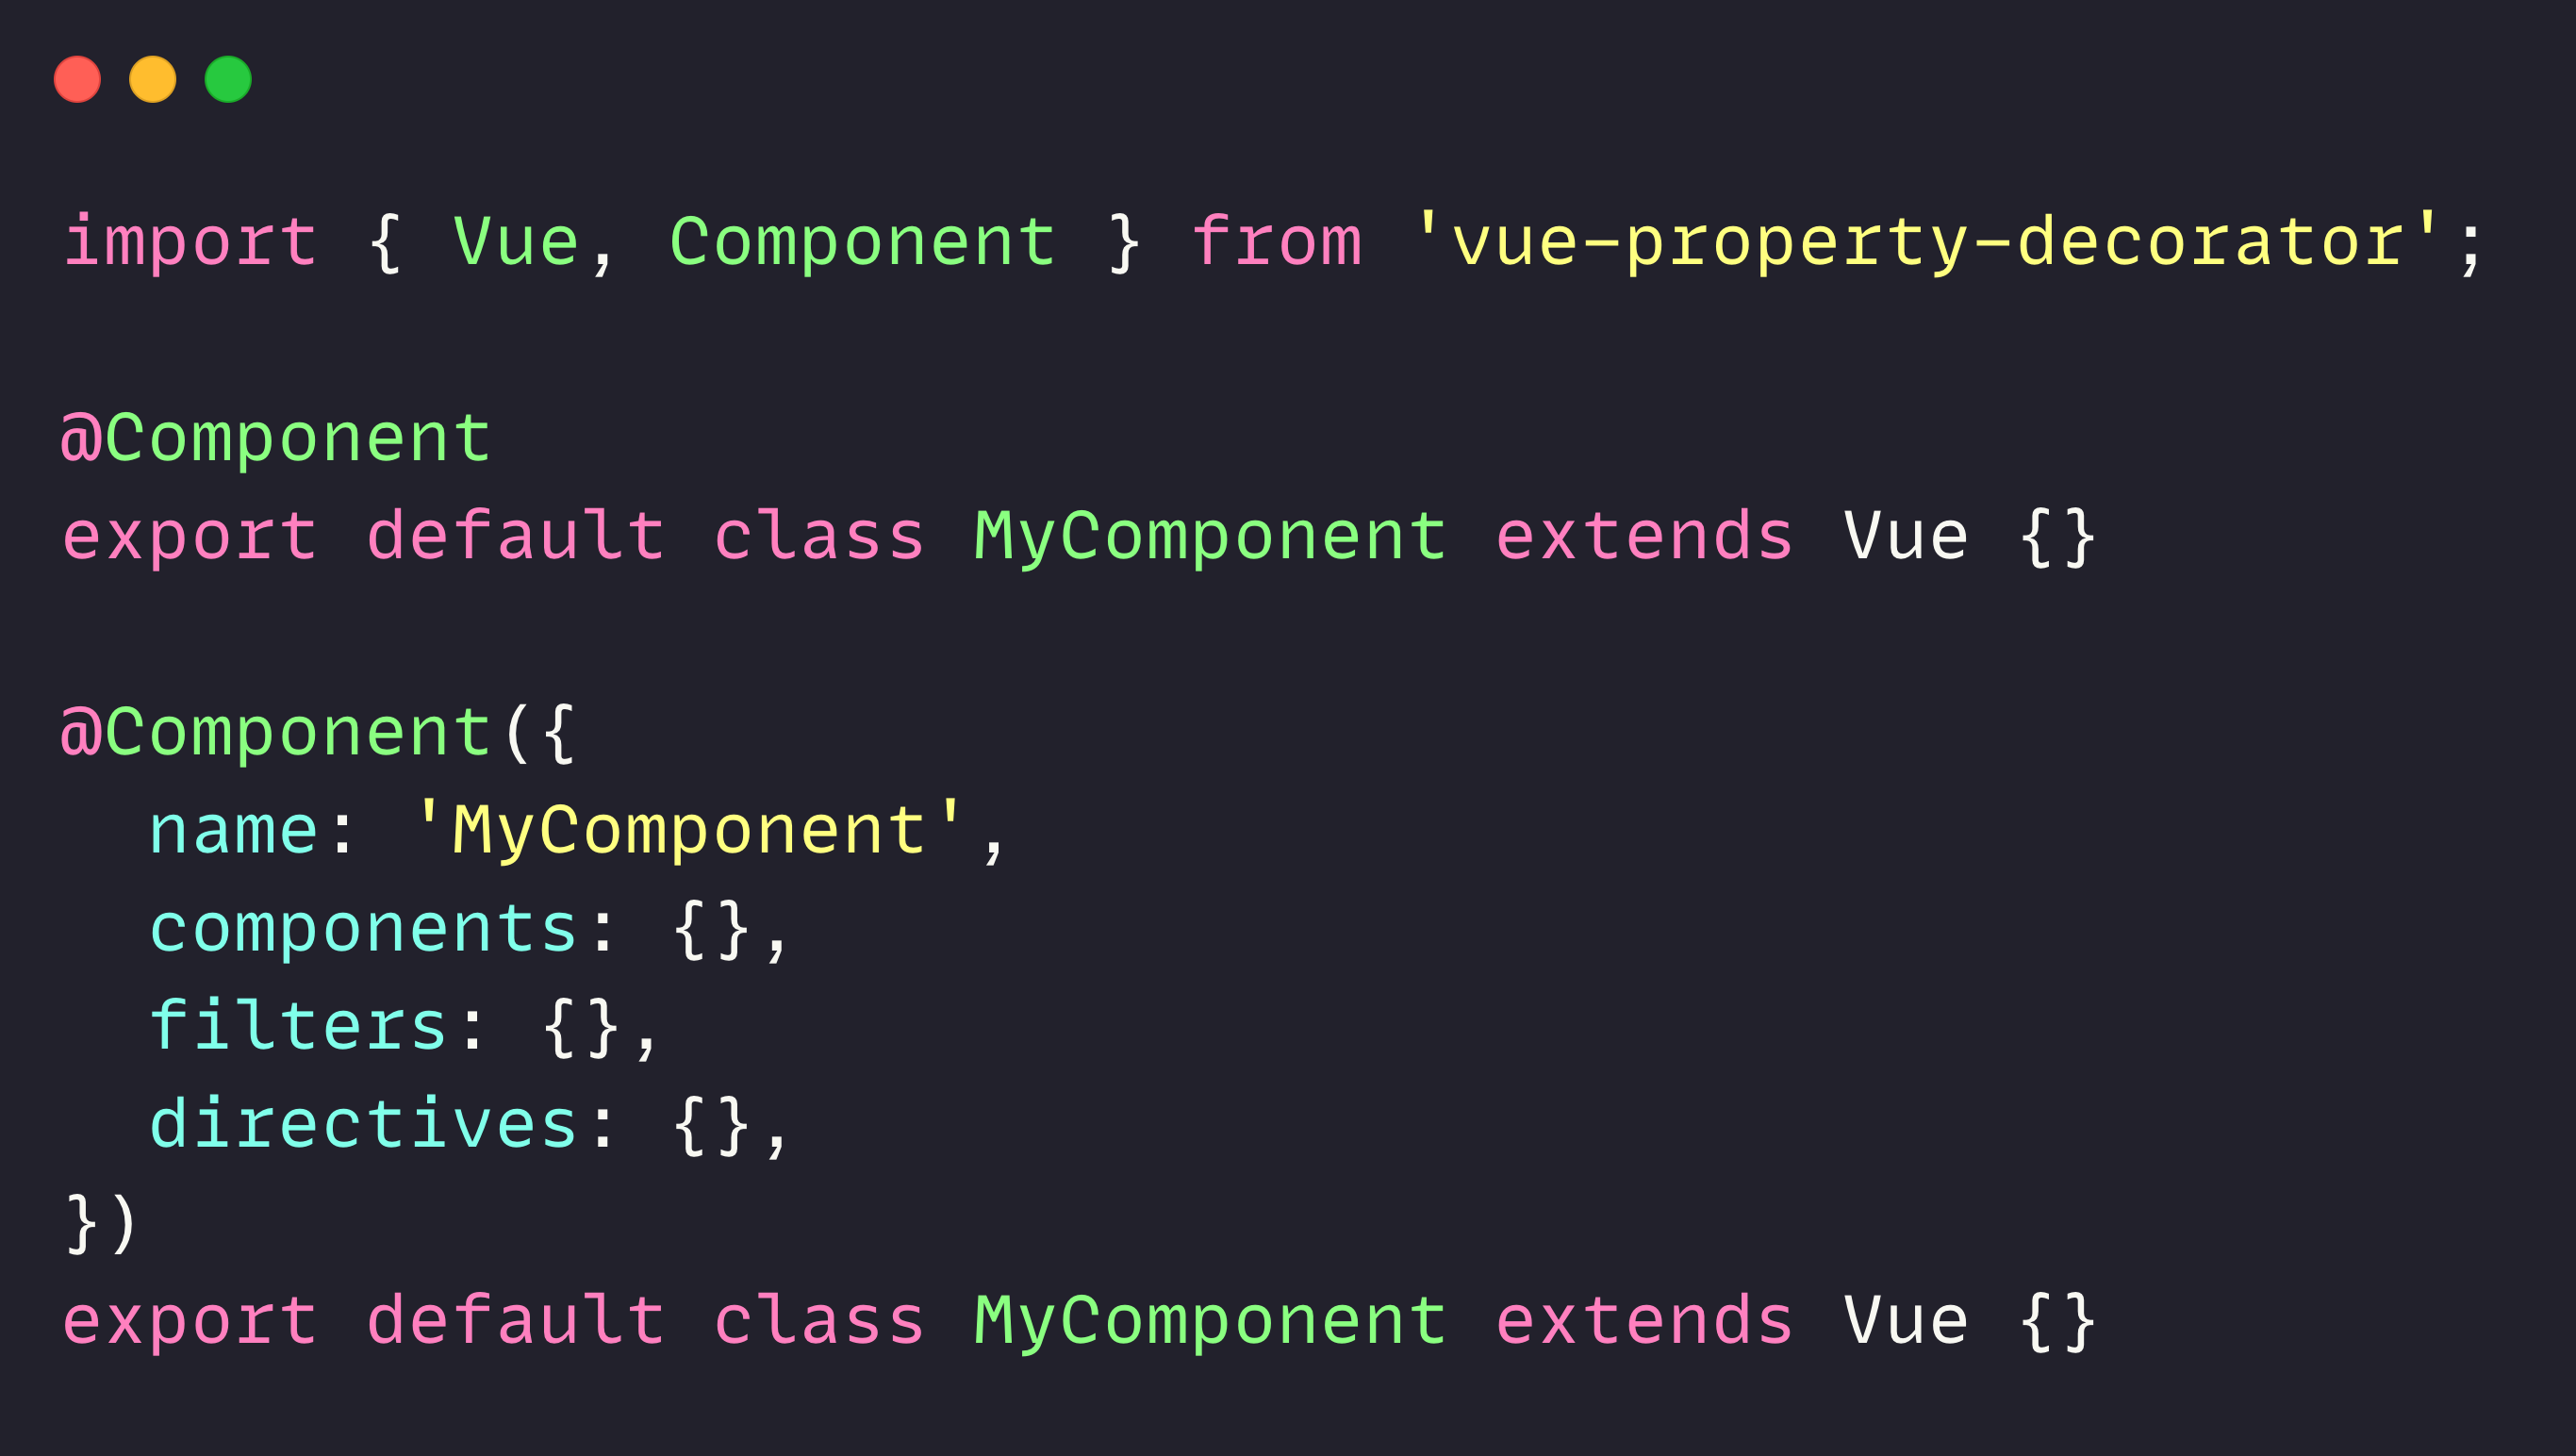 import { Vue, Component } from 'vue-property-decorator';
@Component
export default class MyComponent extends Vue {}
@Component({
  name: 'MyComponent',
  components: {},
  filters: {},
  directives: {},
})
export default class MyComponent extends Vue {}